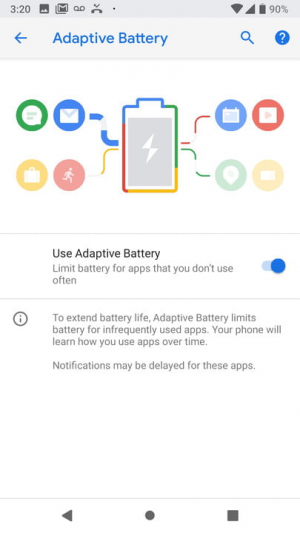 3:20 90%
Adaptive Battery
Use Adaptive Battery
Limit battery for apps that you don't use
often
To extend battery life, Adaptive Battery limits
battery for infrequently used apps. Your phone will
learn how you use apps over time.
Notifications may be delayed for these apps.